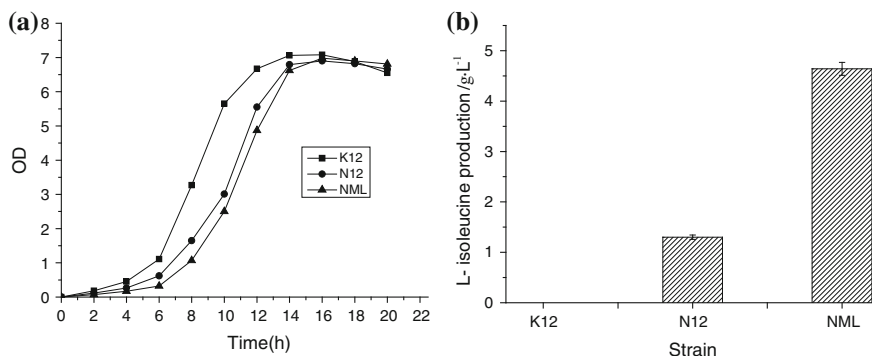 (a)
8
7
6
5
4
3
2
1
0
OD
K12
N12
NML
0 2 4 6 8 10 12 14 16 18 20 22
Time(h)
(b)
5
4
3
2
1
0
L- isoleucine production /g·L⁻¹
K12 N12 NML
Strain